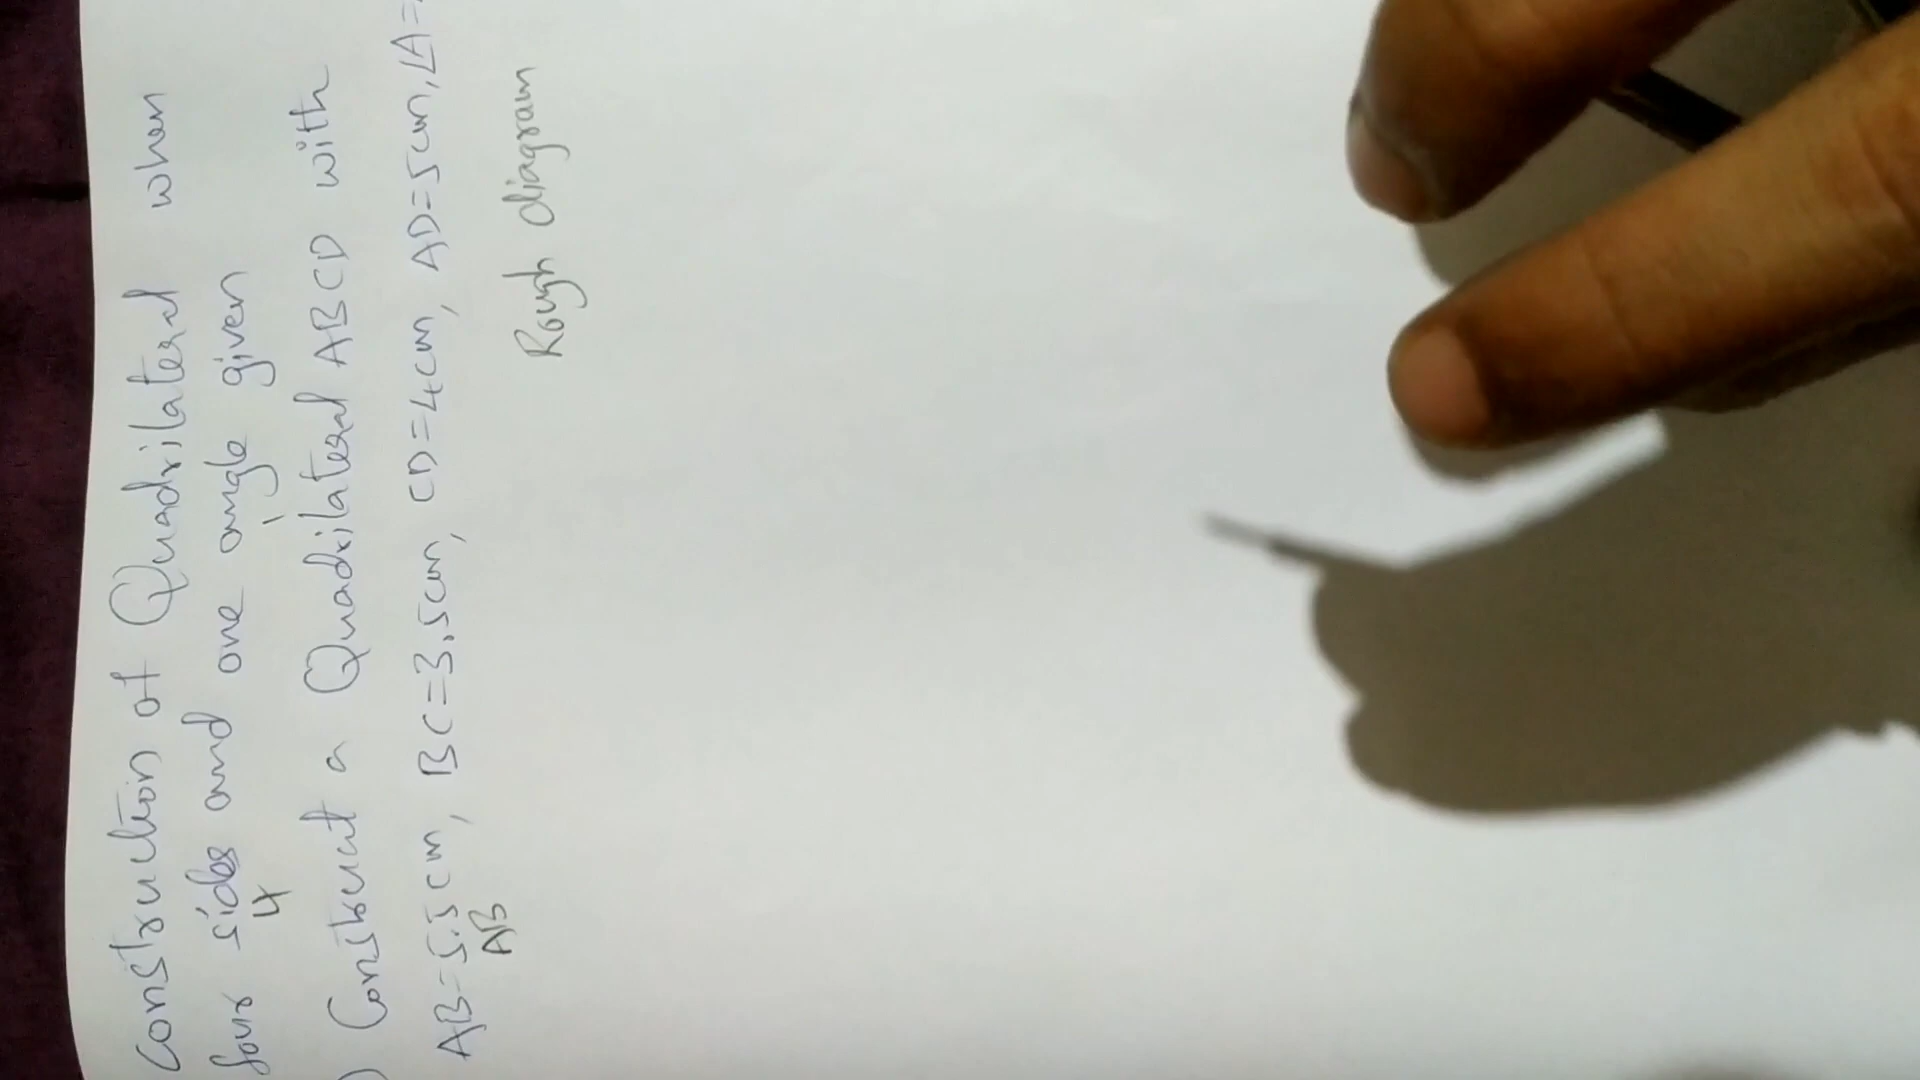 Construction of Quadrilateral when
four sides and one angle given
4 1
) Construct a Quadrilateral ABCD with
AB=5.5cm, BC=3.5cm, CD=4cm, AD=5cm, ∠A=
AB
Rough diagram